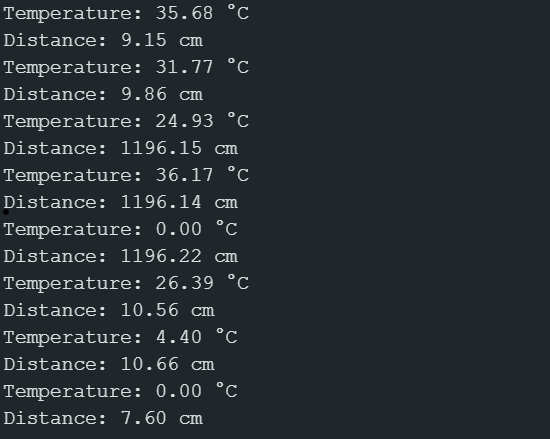 Temperature: 35.68 °C
Distance: 9.15 cm
Temperature: 31.77 °C
Distance: 9.86 cm
Temperature: 24.93 °C
Distance: 1196.15 cm
Temperature: 36.17 °C
Distance: 1196.14 cm
Temperature: 0.00 °C
Distance: 1196.22 cm
Temperature: 26.39 °C
Distance: 10.56 cm
Temperature: 4.40 °C
Distance: 10.66 cm
Temperature: 0.00 °C
Distance: 7.60 cm